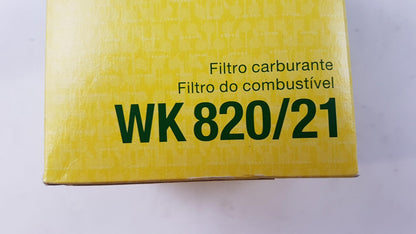 Filtro carburante
Filtro do combustível
WK 820/21